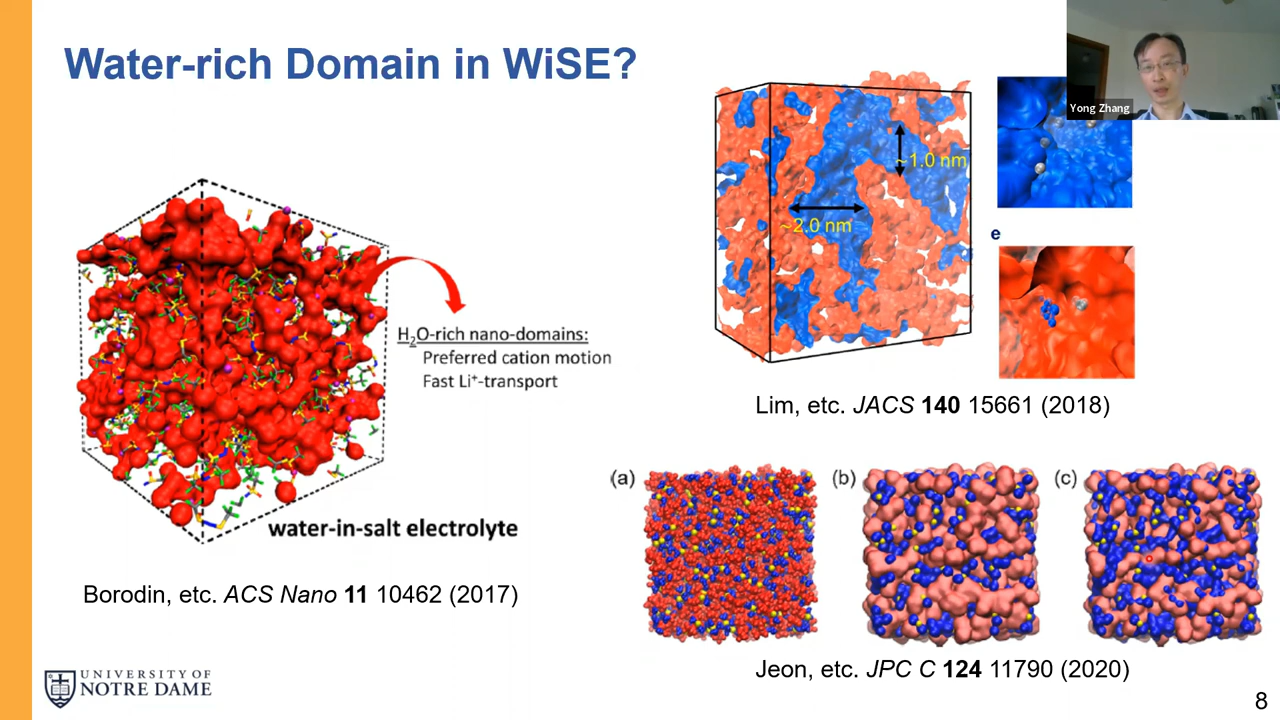 Water-rich Domain in WiSE?
Yong Zhang
~1.0 nm
~2.0 nm
e
H₂O-rich nano-domains:
Preferred cation motion
Fast Li⁺-transport
Lim, etc. JACS 140 15661 (2018)
water-in-salt electrolyte
Borodin, etc. ACS Nano 11 10462 (2017)
(a)
(b)
(c)
Jeon, etc. JPC C 124 11790 (2020)
UNIVERSITY OF
NOTRE DAME
8